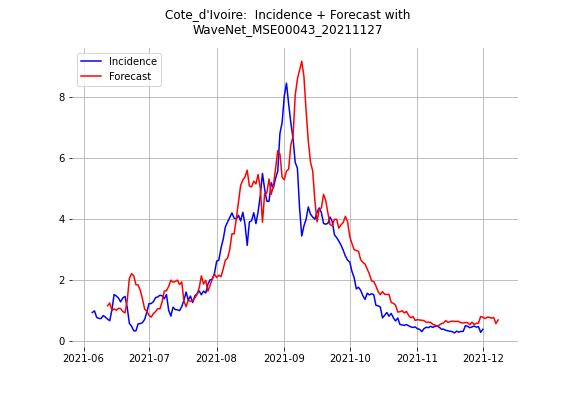 Cote_d'Ivoire:  Incidence + Forecast with
WaveNet_MSE00043_20211127
Incidence
Forecast
8
6
4
2
0
2021-06 2021-07 2021-08 2021-09 2021-10 2021-11 2021-12